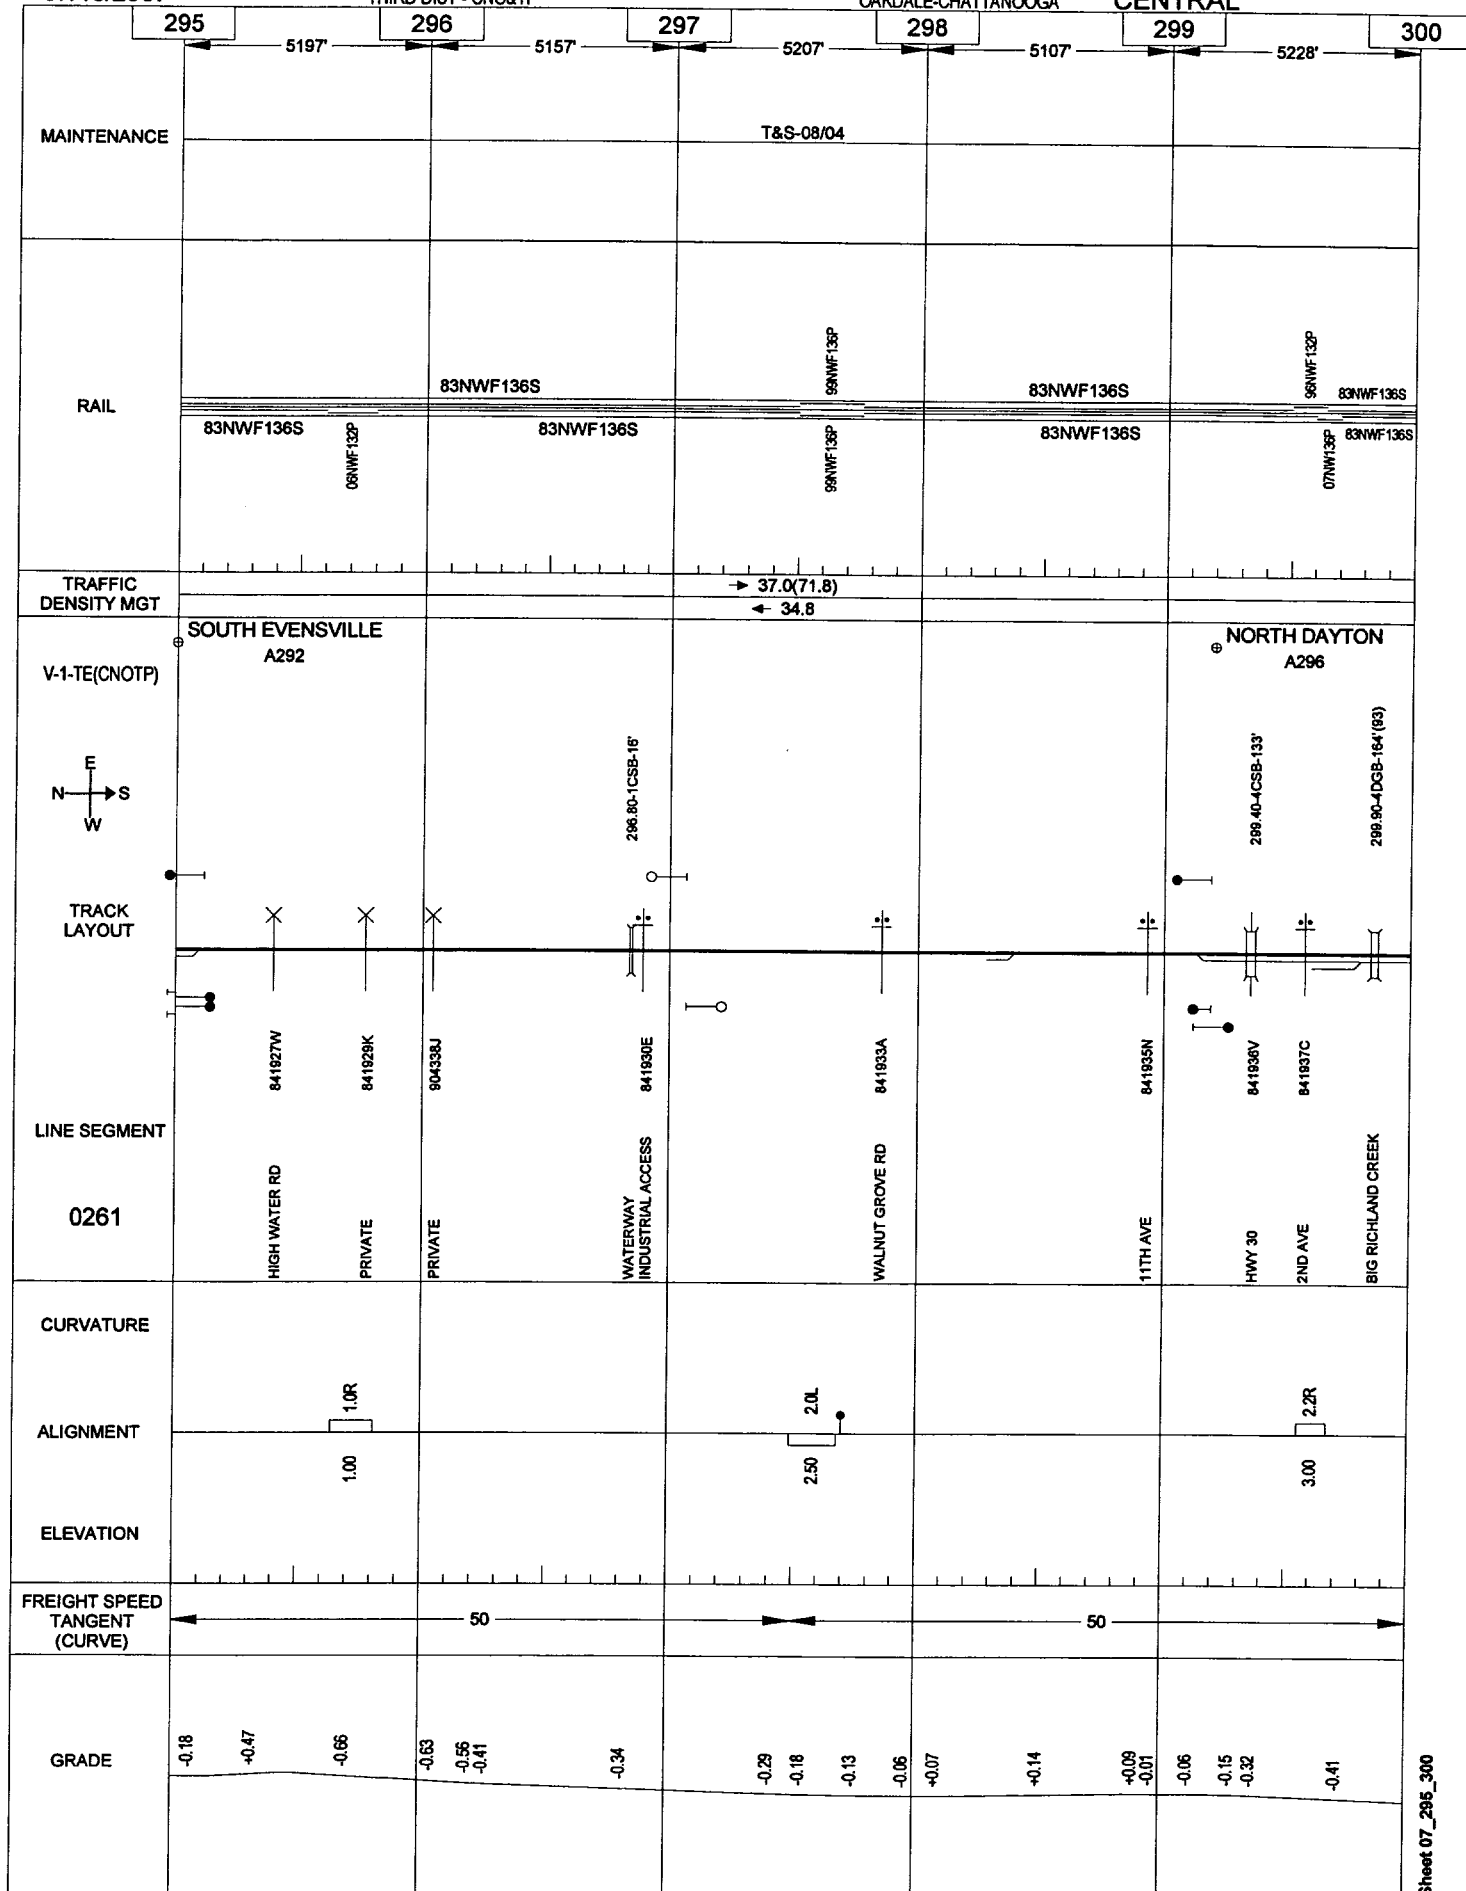 THIRD DIST - CNO&TP
OAKDALE-CHATTANOOGA CENTRAL
295 296 297 298 299 300
5197' 5157' 5207' 5107' 5228'
MAINTENANCE
T&S-08/04
RAIL
83NWF136S 99NWF136P 83NWF136S 96NWF132P 83NWF136S
83NWF136S 06NWF132P 83NWF136S 99NWF136P 83NWF136S 07NW136P 83NWF136S
TRAFFIC
DENSITY MGT
37.0(71.8)
34.8
SOUTH EVENSVILLE
A292
NORTH DAYTON
A296
V-1-TE(CNOTP)
E
N S
W
296.80-1CSB-16' 299.40-4CSB-133' 299.90-4DGB-164'(93)
TRACK
LAYOUT
841927W 841929K 904338J 841930E 841933A 841935N 841936V 841937C
LINE SEGMENT
0261
HIGH WATER RD
PRIVATE
PRIVATE
WATERWAY
INDUSTRIAL ACCESS
WALNUT GROVE RD
11TH AVE
HWY 30
2ND AVE
BIG RICHLAND CREEK
CURVATURE
1.0R 2.0L 2.2R
ALIGNMENT
1.00 2.50 3.00
ELEVATION
FREIGHT SPEED
TANGENT
(CURVE)
50 50
GRADE
-0.18 +0.47 -0.66 -0.63 -0.56 -0.41 -0.34 -0.29 -0.18 -0.13 -0.06 +0.07 +0.14 +0.09 -0.01 -0.06 -0.15 -0.32 -0.41
Sheet 07_295_300